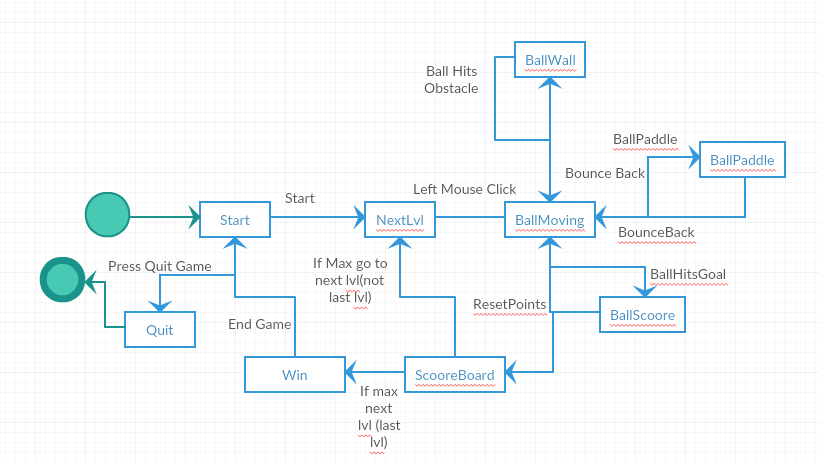 BallWall
Ball Hits
Obstacle
BallPaddle
BallPaddle
Bounce Back
Left Mouse Click
Start
Start
NextLvl
BallMoving
BounceBack
Press Quit Game
If Max go to
next lvl(not
last lvl)
BallHitsGoal
ResetPoints
BallScoore
Quit
End Game
Win
ScooreBoard
If max
next
lvl (last
lvl)